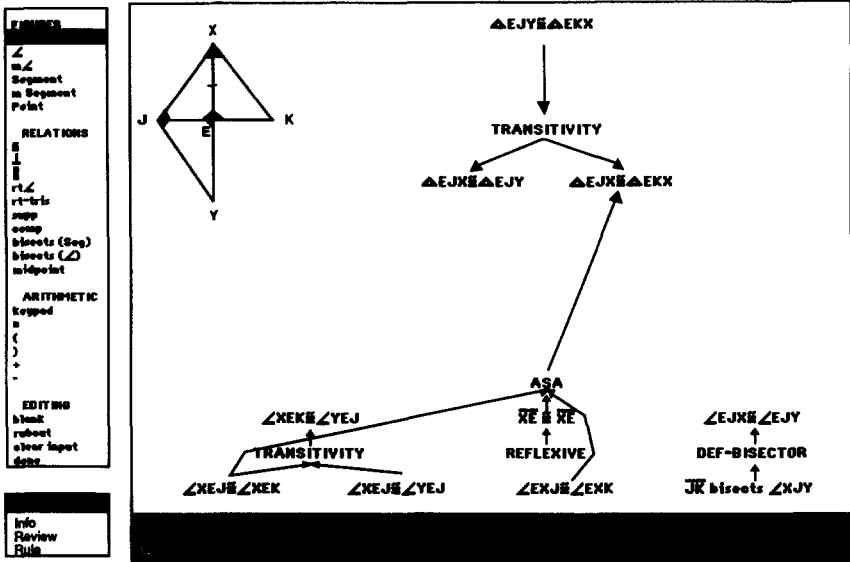 FIGURES
∠
m∠
Segment
m Segment
Point
RELATIONS
≅
⊥
rt∠
rt-tris
supp
comp
bisects (Seg)
bisects (∠)
midpoint
ARITHMETIC
keypad
=
(
)
+
-
EDITING
blank
rubout
clear input
done
Info
Review
Rule
X
J
E
K
Y
△EJY≅△EKX
TRANSITIVITY
△EJX≅△EJY △EJX≅△EKX
ASA
∠XEK≅∠YEJ XE ≅ XE ∠EJX≅∠EJY
TRANSITIVITY REFLEXIVE DEF-BISECTOR
∠XEJ≅∠XEK ∠XEJ≅∠YEJ ∠EXJ≅∠EXK JK bisects ∠XJY